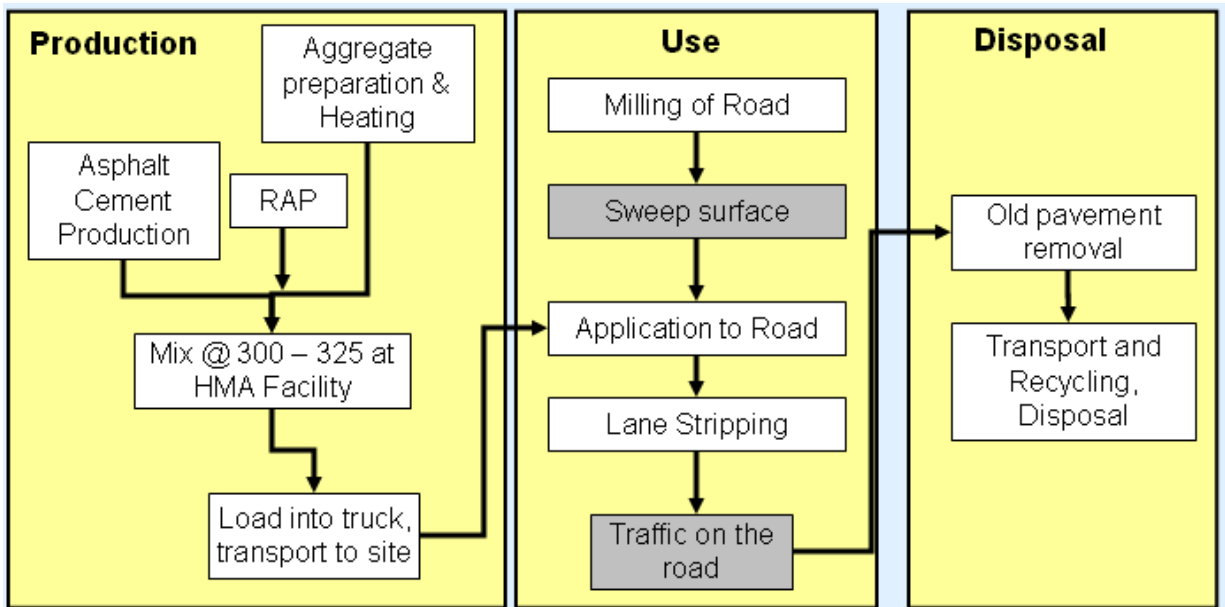 Production
Aggregate
preparation &
Heating
Asphalt
Cement
Production
RAP
Mix @ 300 – 325 at
HMA Facility
Load into truck,
transport to site
Use
Milling of Road
Sweep surface
Application to Road
Lane Stripping
Traffic on the
road
Disposal
Old pavement
removal
Transport and
Recycling,
Disposal